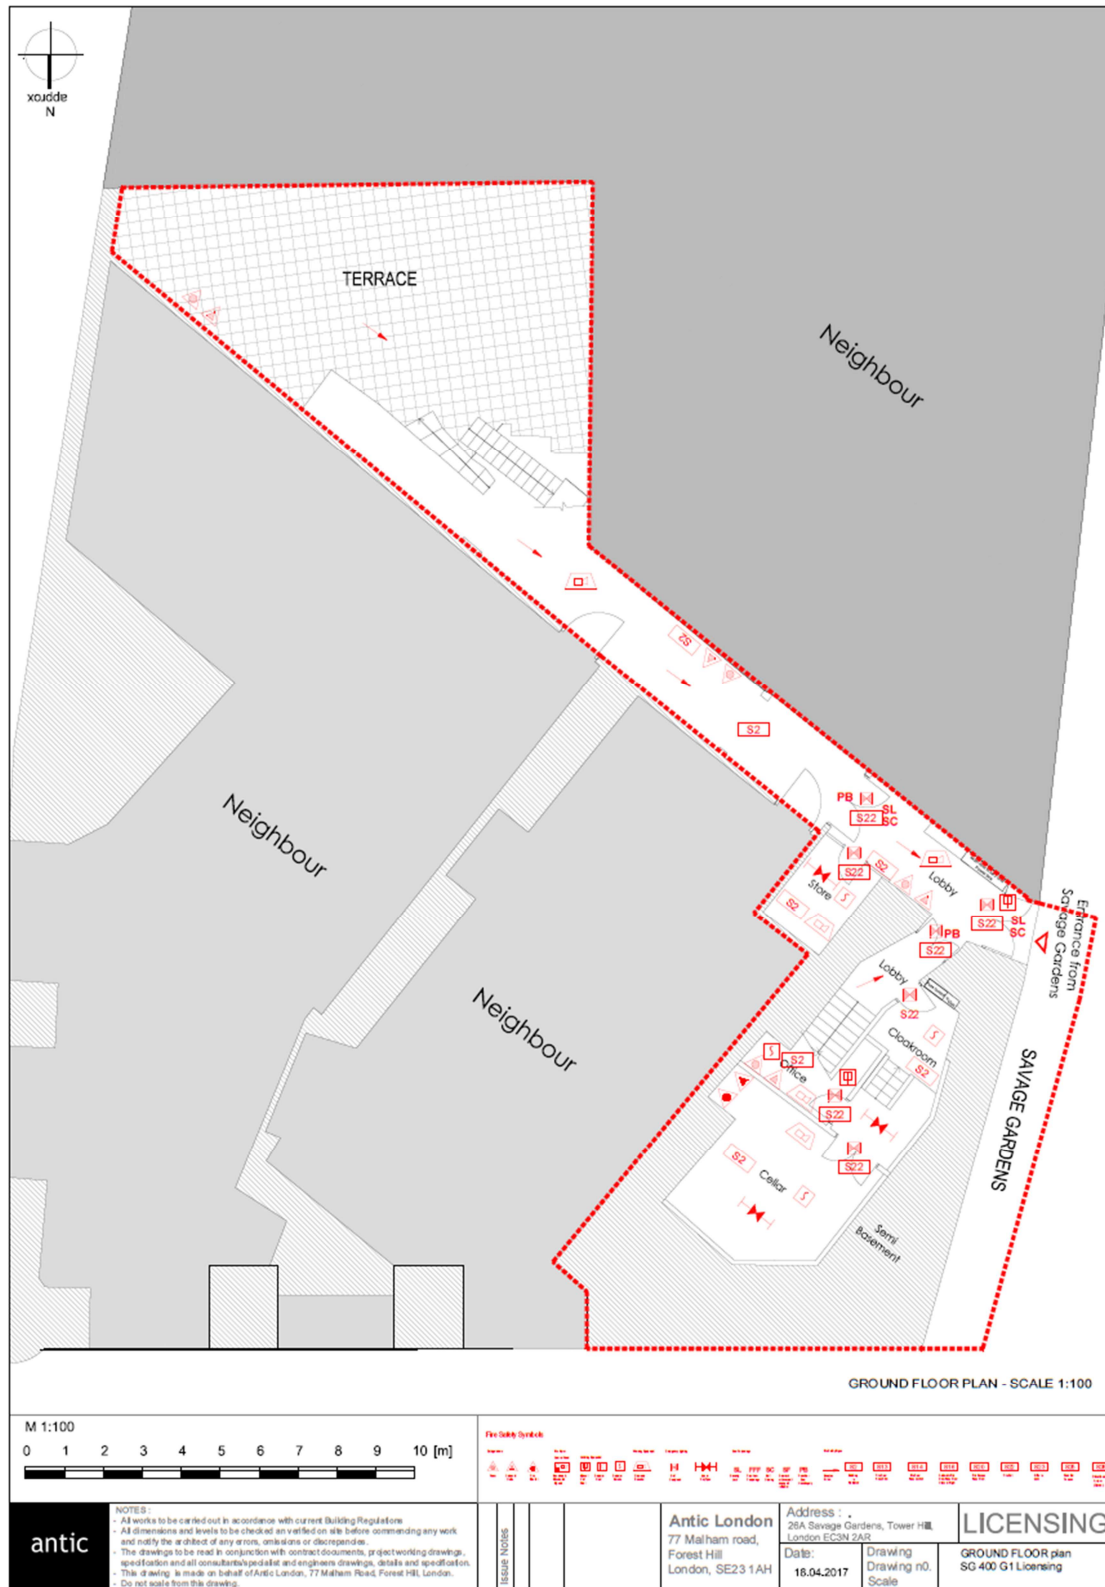 approx
N
TERRACE
Neighbour
S2
S2
PB
SL
SC
S22
S22
S2
Lobby
Store
S
S2
S22
SL
SC
PB
S22
Entrance from
Savage Gardens
Lobby
S22
Cloakroom
S
S2
S
S2
Office
S22
S22
S2
Cellar
S
Semi
Basement
SAVAGE GARDENS
Neighbour
Neighbour
GROUND FLOOR PLAN - SCALE 1:100
M 1:100
0 1 2 3 4 5 6 7 8 9 10 [m]
Fire Safety Symbols
SL FFF SC SF PB
antic
NOTES :
- All works to be carried out in accordance with current Building Regulations
- All dimensions and levels to be checked an verified on site before commencing any work
and notify the architect of any errors, omissions or discrepancies.
- The drawings to be read in conjunction with contract documents, project working drawings,
specification and all consultants/specialist and engineers drawings, details and specification.
- This drawing is made on behalf of Antic London, 77 Malham Road, Forest Hill, London.
- Do not scale from this drawing.
Issue Notes
Antic London
77 Malham road,
Forest Hill
London, SE23 1AH
Address : .
26A Savage Gardens, Tower Hill,
London EC3N 2AR
Date:
18.04.2017
Drawing
Drawing n0.
Scale
LICENSING
GROUND FLOOR plan
SG 400 G1 Licensing